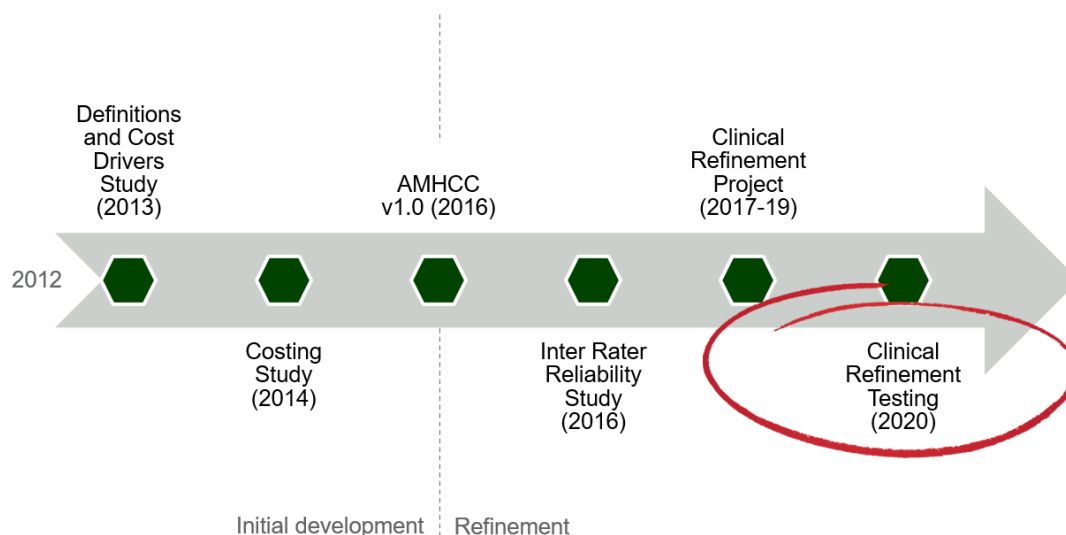 Definitions
and Cost
Drivers
Study
(2013)
AMHCC
v1.0 (2016)
Clinical
Refinement
Project
(2017-19)
2012
Costing
Study
(2014)
Inter Rater
Reliability
Study
(2016)
Clinical
Refinement
Testing
(2020)
Initial development
Refinement